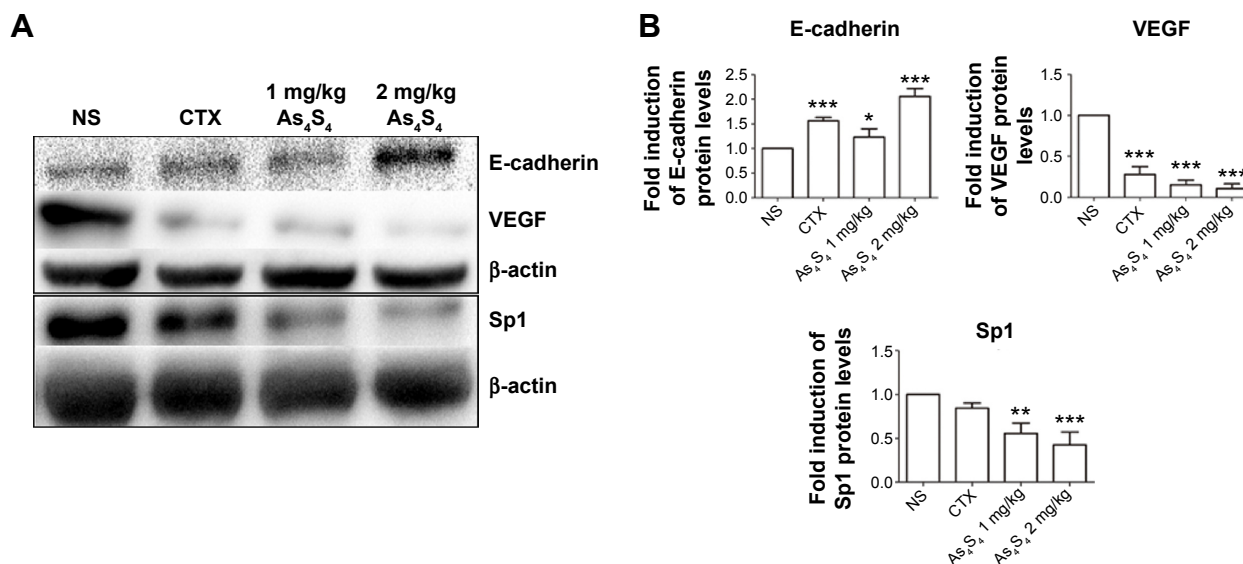 A
NS
CTX
1 mg/kg
As₄S₄
2 mg/kg
As₄S₄
E-cadherin
VEGF
β-actin
Sp1
β-actin
B
E-cadherin
Fold induction
of E-cadherin
protein levels
2.5
2.0
1.5
1.0
0.5
0.0
***
*
***
NS
CTX
As₄S₄ 1 mg/kg
As₄S₄ 2 mg/kg
VEGF
Fold induction
of VEGF protein
levels
1.5
1.0
0.5
0.0
***
***
***
NS
CTX
As₄S₄ 1 mg/kg
As₄S₄ 2 mg/kg
Sp1
Fold induction of
Sp1 protein levels
1.5
1.0
0.5
0.0
**
***
NS
CTX
As₄S₄ 1 mg/kg
As₄S₄ 2 mg/kg